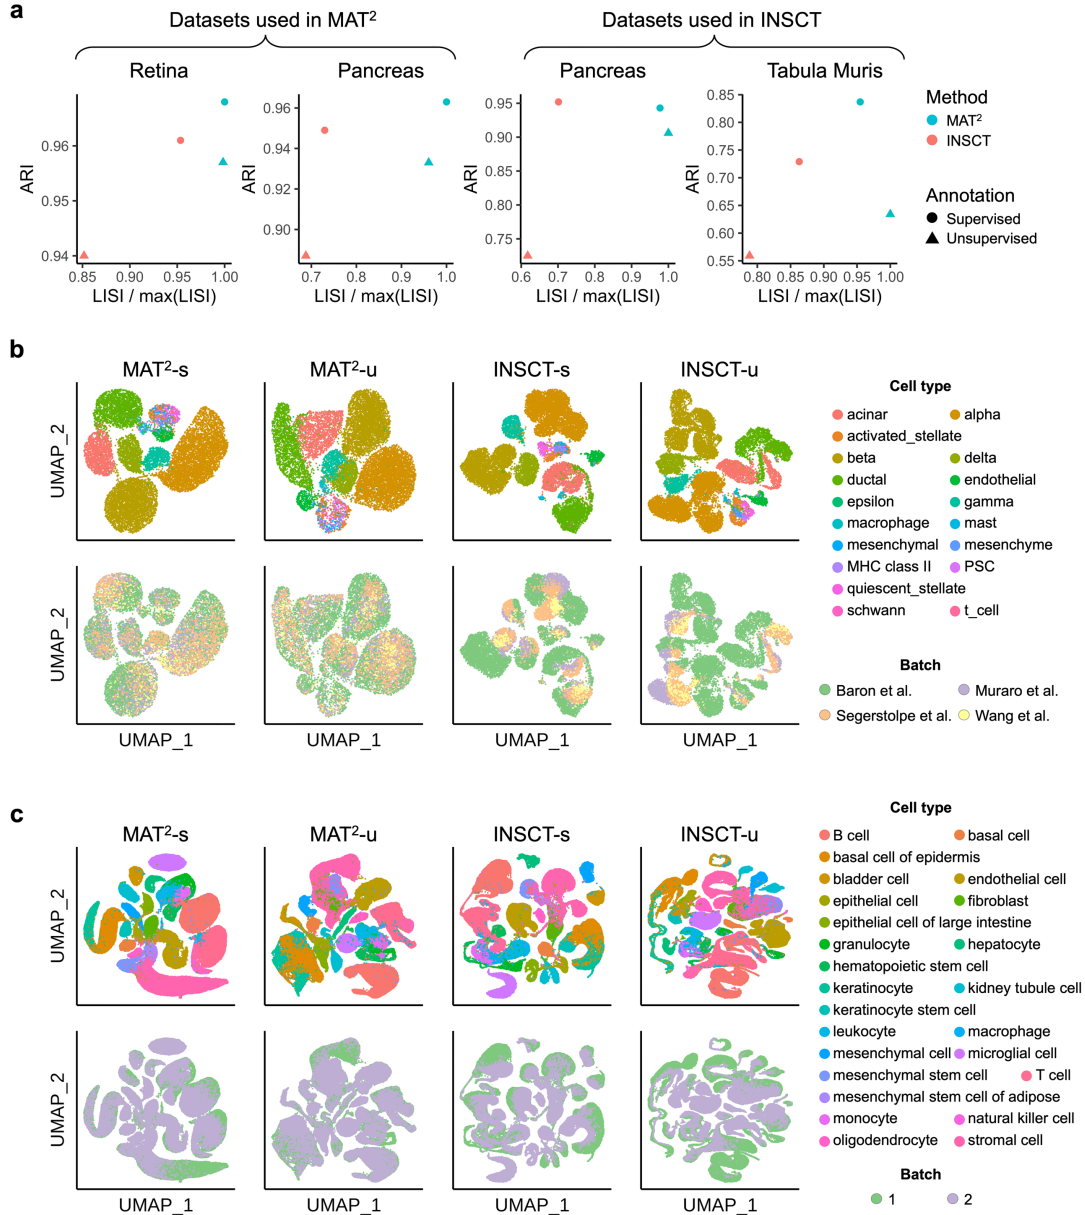 a
Datasets used in MAT²
Datasets used in INSCT
Retina
Pancreas
Pancreas
Tabula Muris
ARI
0.96
0.95
0.94
0.85
0.90
0.95
1.00
LISI / max(LISI)
ARI
0.96
0.94
0.92
0.90
0.7
0.8
0.9
1.0
LISI / max(LISI)
ARI
0.95
0.90
0.85
0.80
0.75
0.6
0.7
0.8
0.9
1.0
LISI / max(LISI)
ARI
0.85
0.80
0.75
0.70
0.65
0.60
0.55
0.80
0.85
0.90
0.95
1.00
LISI / max(LISI)
Method
MAT²
INSCT
Annotation
Supervised
Unsupervised
b
MAT²-s
MAT²-u
INSCT-s
INSCT-u
UMAP_2
UMAP_2
UMAP_1
UMAP_1
UMAP_1
UMAP_1
Cell type
acinar
alpha
activated_stellate
beta
delta
ductal
endothelial
epsilon
gamma
macrophage
mast
mesenchymal
mesenchyme
MHC class II
PSC
quiescent_stellate
schwann
t_cell
Batch
Baron et al.
Muraro et al.
Segerstolpe et al.
Wang et al.
c
MAT²-s
MAT²-u
INSCT-s
INSCT-u
UMAP_2
UMAP_2
UMAP_1
UMAP_1
UMAP_1
UMAP_1
Cell type
B cell
basal cell
basal cell of epidermis
bladder cell
endothelial cell
epithelial cell
fibroblast
epithelial cell of large intestine
granulocyte
hepatocyte
hematopoietic stem cell
keratinocyte
kidney tubule cell
keratinocyte stem cell
leukocyte
macrophage
mesenchymal cell
microglial cell
mesenchymal stem cell
T cell
mesenchymal stem cell of adipose
monocyte
natural killer cell
oligodendrocyte
stromal cell
Batch
1
2